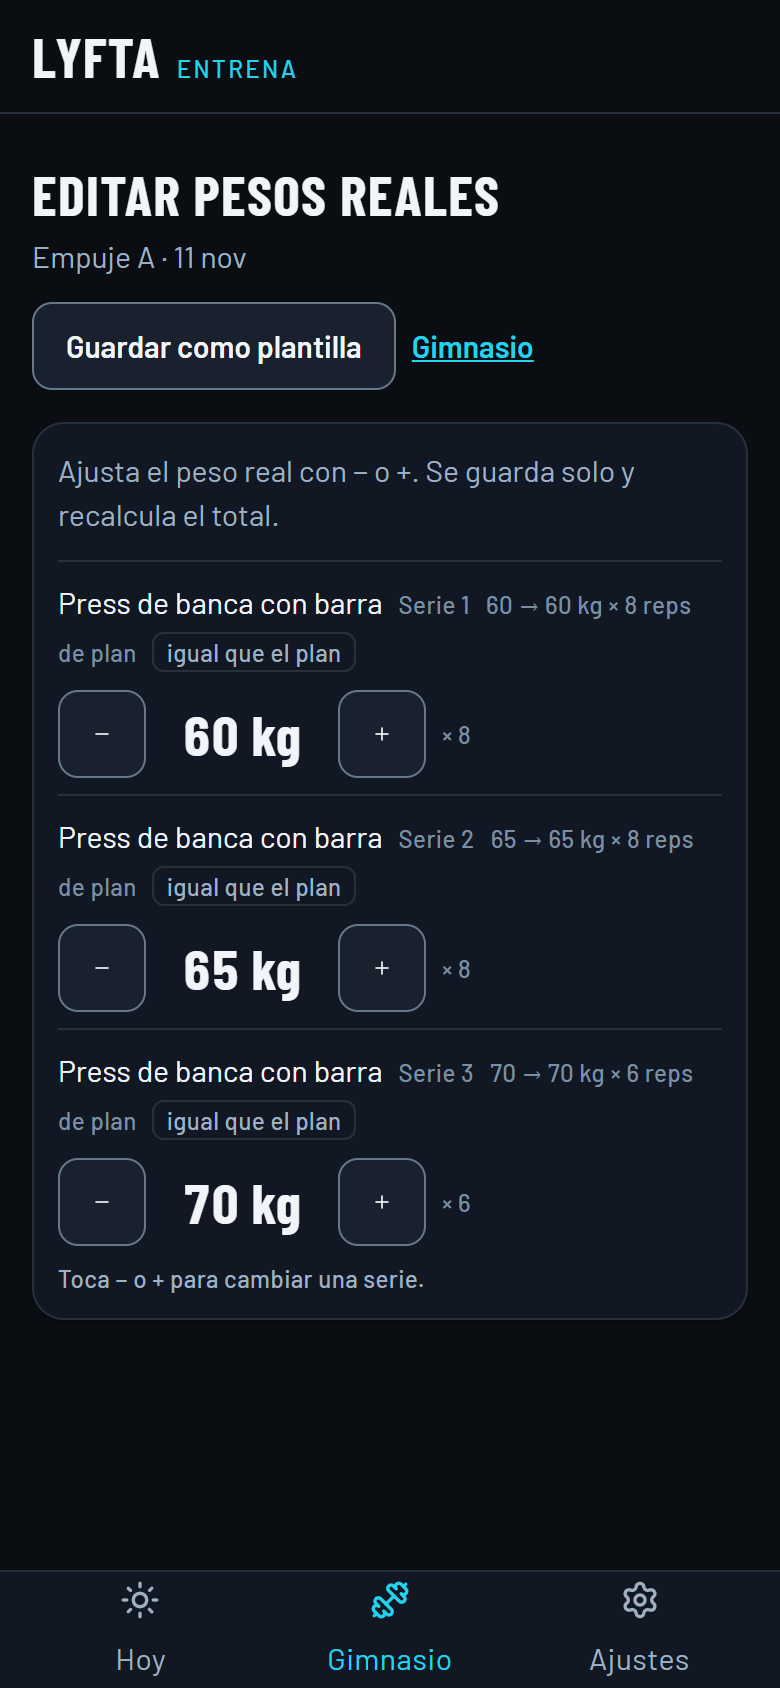 LYFTA ENTRENA
EDITAR PESOS REALES
Empuje A · 11 nov
Guardar como plantilla Gimnasio
Ajusta el peso real con − o +. Se guarda solo y
recalcula el total.
Press de banca con barra Serie 1 60 → 60 kg × 8 reps
de plan igual que el plan
− 60 kg + × 8
Press de banca con barra Serie 2 65 → 65 kg × 8 reps
de plan igual que el plan
− 65 kg + × 8
Press de banca con barra Serie 3 70 → 70 kg × 6 reps
de plan igual que el plan
− 70 kg + × 6
Toca − o + para cambiar una serie.
Hoy Gimnasio Ajustes